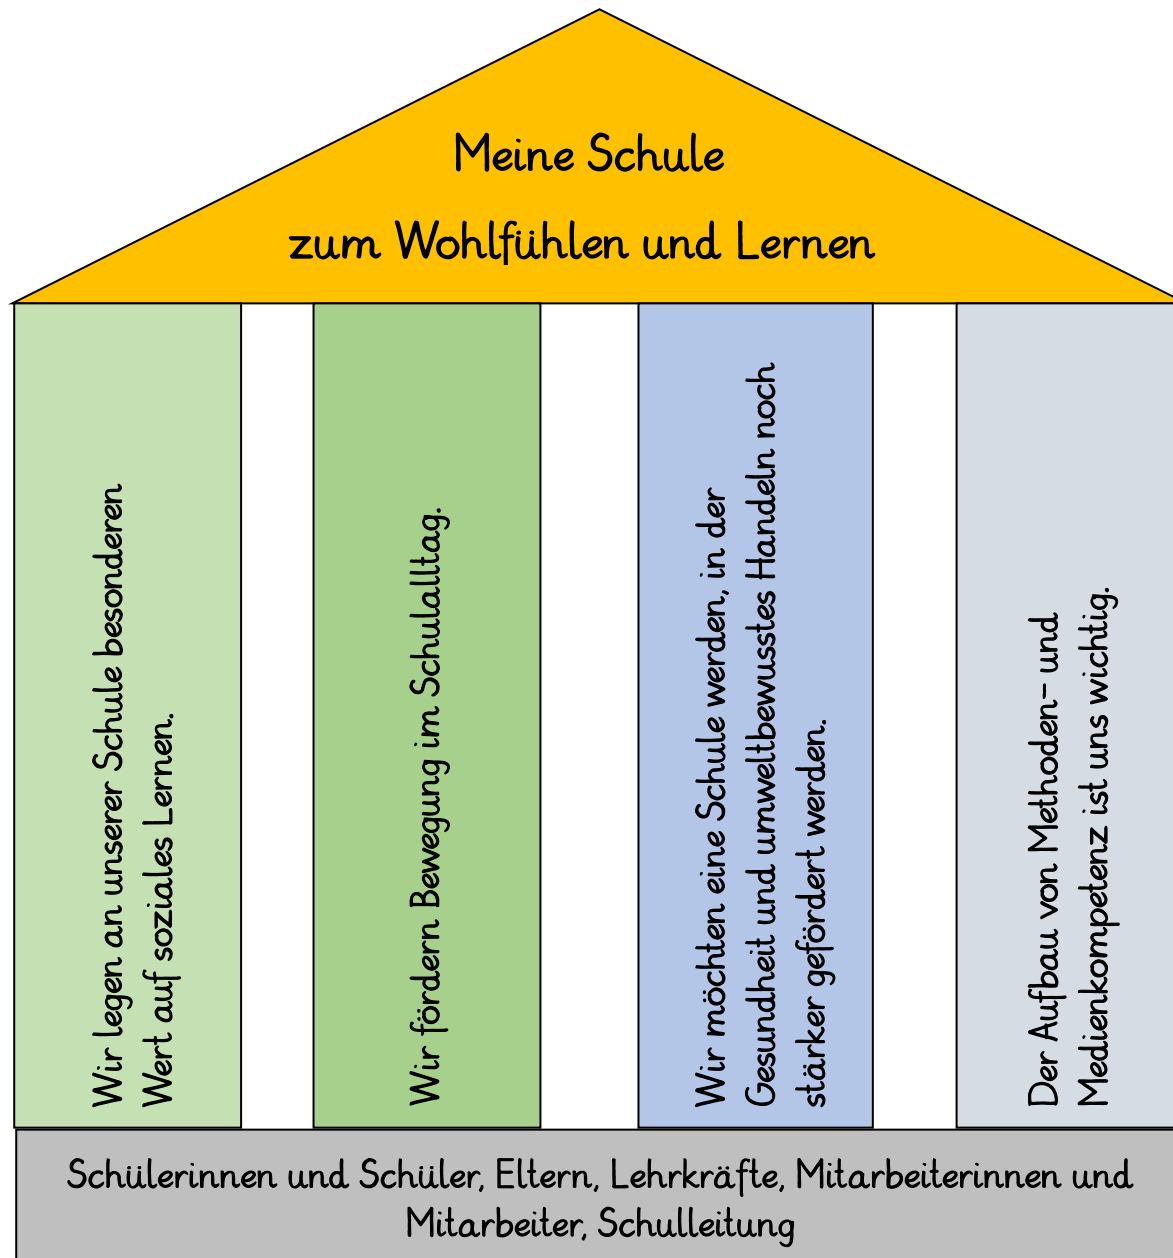 Meine Schule
zum Wohlfühlen und Lernen
Wir legen an unserer Schule besonderen
Wert auf soziales Lernen.
Wir fördern Bewegung im Schulalltag.
Wir möchten eine Schule werden, in der
Gesundheit und umweltbewusstes Handeln noch
stärker gefördert werden.
Der Aufbau von Methoden- und
Medienkompetenz ist uns wichtig.
Schülerinnen und Schüler, Eltern, Lehrkräfte, Mitarbeiterinnen und
Mitarbeiter, Schulleitung